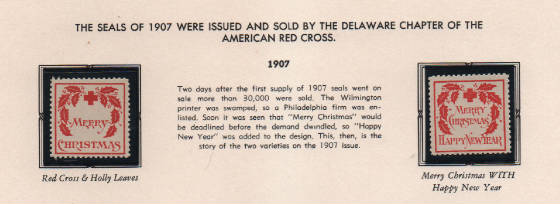 THE SEALS OF 1907 WERE ISSUED AND SOLD BY THE DELAWARE CHAPTER OF THE
AMERICAN RED CROSS.
1907
Two days after the first supply of 1907 seals went on
sale more than 30,000 were sold. The Wilmington
printer was swamped, so a Philadelphia firm was en-
listed. Soon it was seen that "Merry Christmas" would
be deadlined before the demand dwindled, so "Happy
New Year" was added to the design. This, then, is the
story of the two varieties on the 1907 issue.
MERRY
CHRISTMAS
Red Cross & Holly Leaves
MERRY
CHRISTMAS
HAPPY NEW YEAR
Merry Christmas WITH
Happy New Year